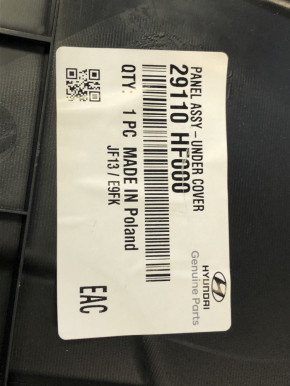 PANEL ASSY-UNDER COVER
29110 HF000
QTY: 1 PC MADE IN Poland
JF13 / E9FK
HYUNDAI
Genuine Parts
EAC